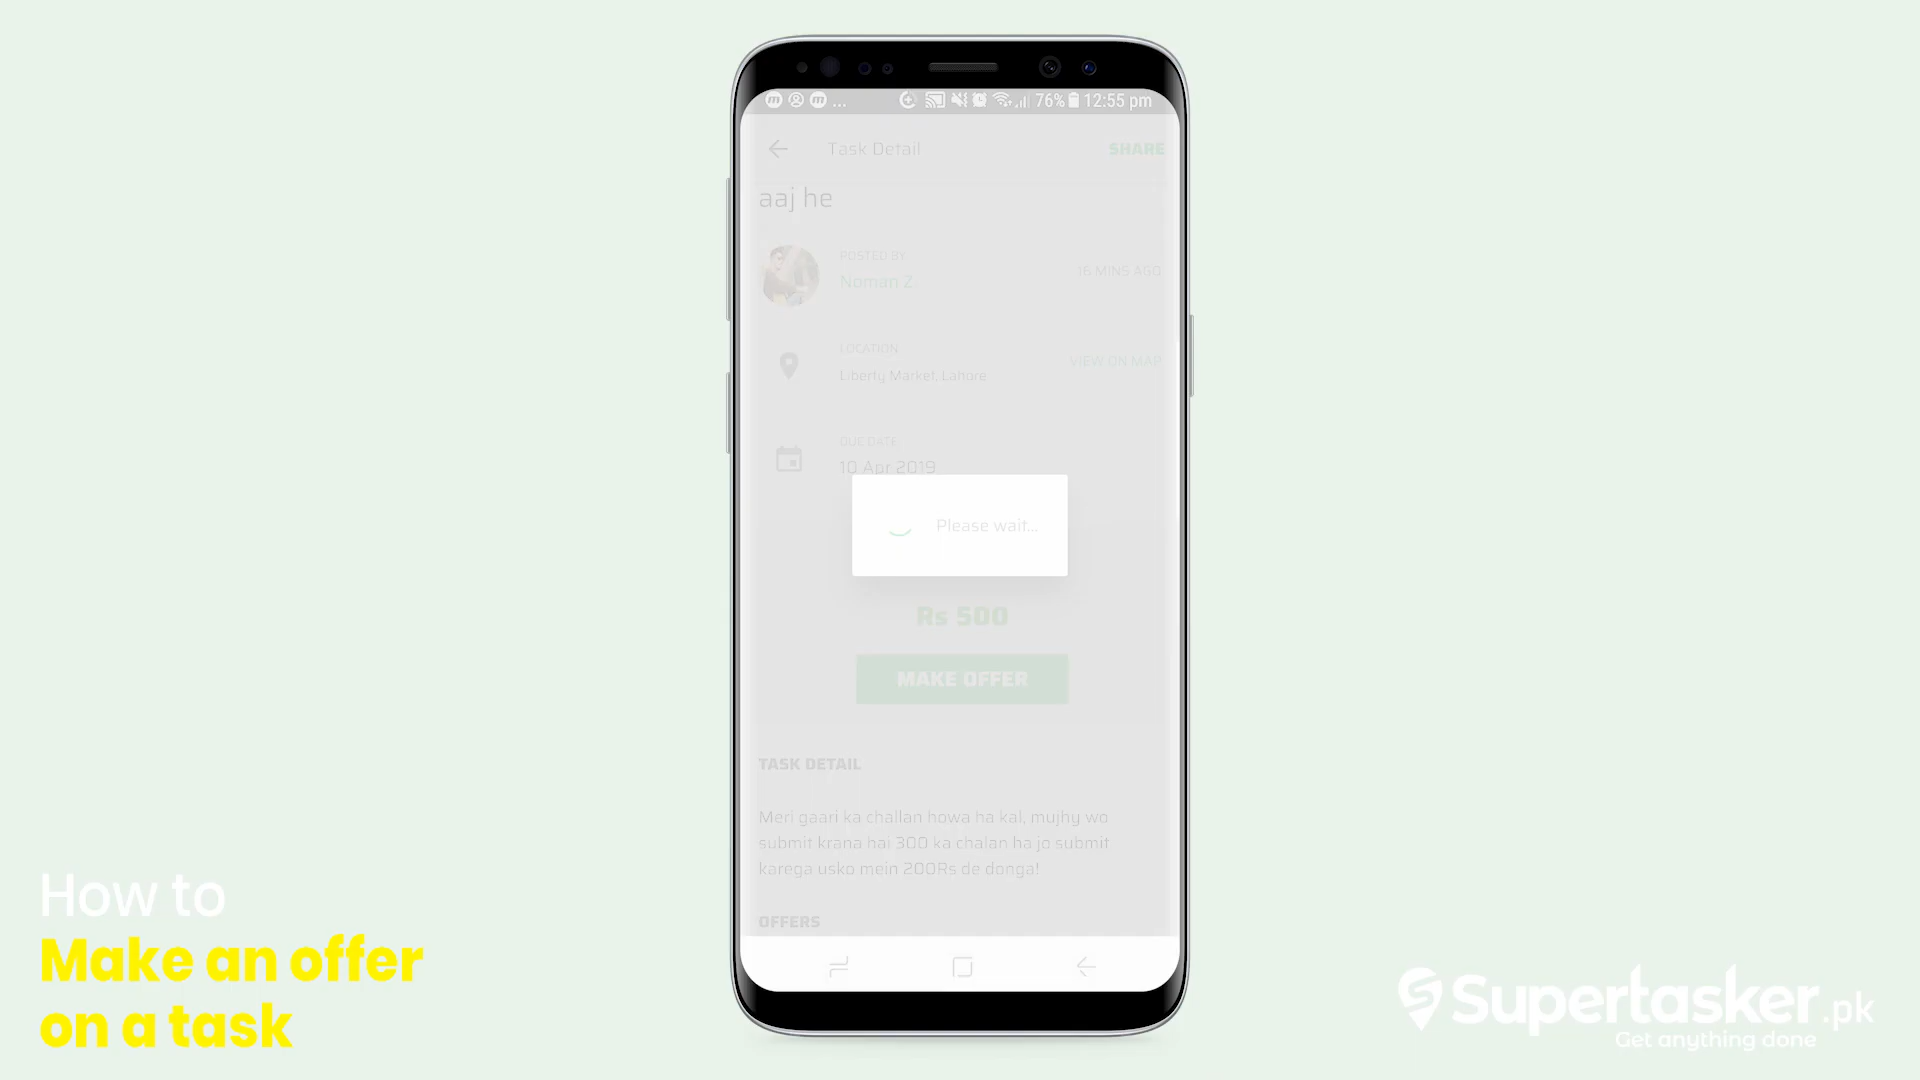 ... 76% 12:55 pm
Task Detail SHARE
aaj he
POSTED BY
Noman Z. 16 MINS AGO
LOCATION
Liberty Market, Lahore VIEW ON MAP
DUE DATE
10 Apr 2019
Please wait...
Rs 500
MAKE OFFER
TASK DETAIL
Meri gaari ka challan howa ha kal, mujhy wo
submit krana hai 300 ka chalan ha jo submit
karega usko mein 200Rs de donga!
OFFERS
How to
Make an offer
on a task
Supertasker.pk
Get anything done